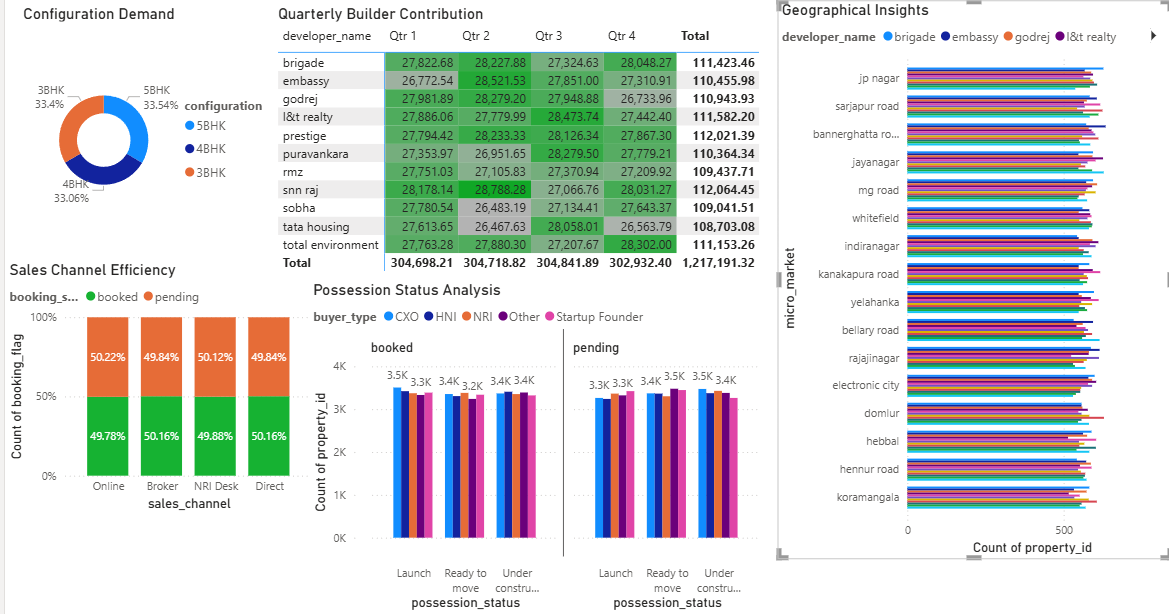 Configuration Demand
3BHK
33.4%
5BHK
33.54%
4BHK
33.06%
configuration
5BHK
4BHK
3BHK
Quarterly Builder Contribution
developer_name Qtr 1 Qtr 2 Qtr 3 Qtr 4 Total
brigade 27,822.68 28,227.88 27,324.63 28,048.27 111,423.46
embassy 26,772.54 28,521.53 27,851.00 27,310.91 110,455.98
godrej 27,981.89 28,279.20 27,948.88 26,733.96 110,943.93
l&t realty 27,886.06 27,779.99 28,473.74 27,442.40 111,582.20
prestige 27,794.42 28,233.33 28,126.34 27,867.30 112,021.39
puravankara 27,353.97 26,951.65 28,279.50 27,779.21 110,364.34
rmz 27,751.03 27,105.83 27,370.94 27,209.92 109,437.71
snn raj 28,178.14 28,788.28 27,066.76 28,031.27 112,064.45
sobha 27,780.54 26,483.19 27,134.41 27,643.37 109,041.51
tata housing 27,613.65 26,467.63 28,058.01 26,563.79 108,703.08
total environment 27,763.28 27,880.30 27,207.67 28,302.00 111,153.26
Total 304,698.21 304,718.82 304,841.89 302,932.40 1,217,191.32
Sales Channel Efficiency
booking_s... booked pending
Count of booking_flag
100%
50%
0%
50.22% 49.84% 50.12% 49.84%
49.78% 50.16% 49.88% 50.16%
Online Broker NRI Desk Direct
sales_channel
Possession Status Analysis
buyer_type CXO HNI NRI Other Startup Founder
booked pending
Count of property_id
4K
3K
2K
1K
0K
3.5K 3.3K 3.4K 3.2K 3.4K 3.4K
3.3K 3.3K 3.4K 3.5K 3.5K 3.4K
Launch Ready to move Under constru...
Launch Ready to move Under constru...
possession_status possession_status
Geographical Insights
developer_name brigade embassy godrej l&t realty
micro_market
jp nagar
sarjapur road
bannerghatta ro...
jayanagar
mg road
whitefield
indiranagar
kanakapura road
yelahanka
bellary road
rajajinagar
electronic city
domlur
hebbal
hennur road
koramangala
0 500
Count of property_id